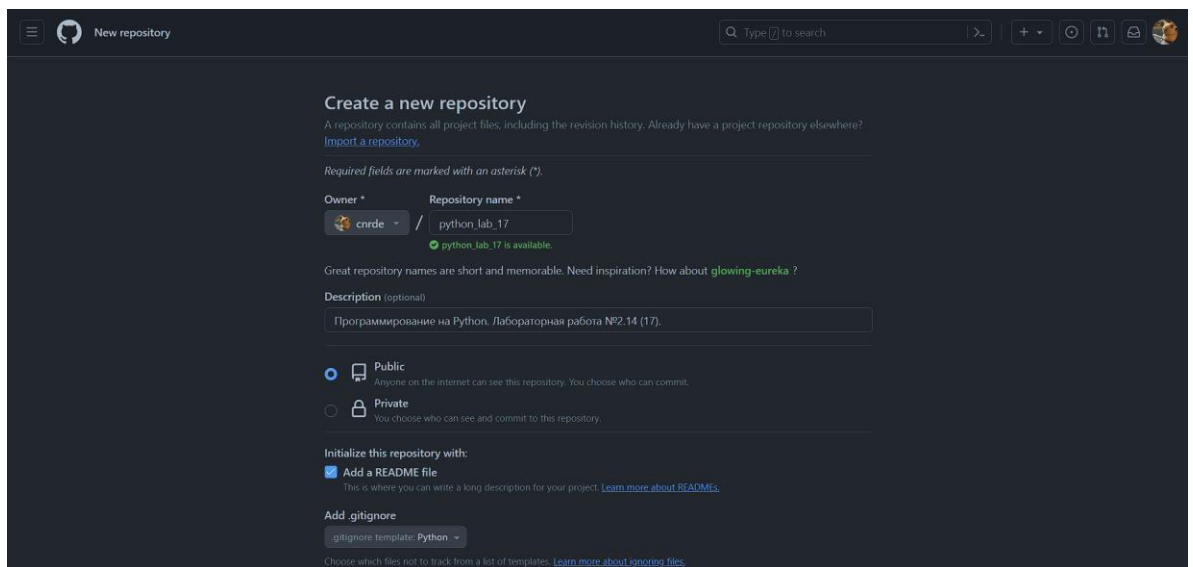 New repository
Type / to search
Create a new repository
A repository contains all project files, including the revision history. Already have a project repository elsewhere?
Import a repository.
Required fields are marked with an asterisk (*).
Owner * Repository name *
cnrde / python_lab_17
python_lab_17 is available.
Great repository names are short and memorable. Need inspiration? How about glowing-eureka ?
Description (optional)
Программирование на Python. Лабораторная работа №2.14 (17).
Public
Anyone on the internet can see this repository. You choose who can commit.
Private
You choose who can see and commit to this repository.
Initialize this repository with:
Add a README file
This is where you can write a long description for your project. Learn more about READMEs.
Add .gitignore
.gitignore template: Python
Choose which files not to track from a list of templates. Learn more about ignoring files.